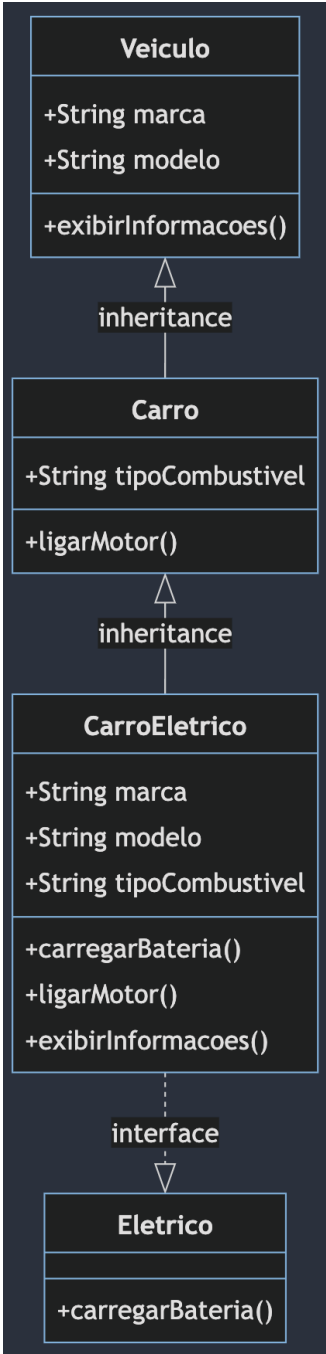 Veiculo
+String marca
+String modelo
+exibirInformacoes()
inheritance
Carro
+String tipoCombustivel
+ligarMotor()
inheritance
CarroEletrico
+String marca
+String modelo
+String tipoCombustivel
+carregarBateria()
+ligarMotor()
+exibirInformacoes()
interface
Eletrico
+carregarBateria()